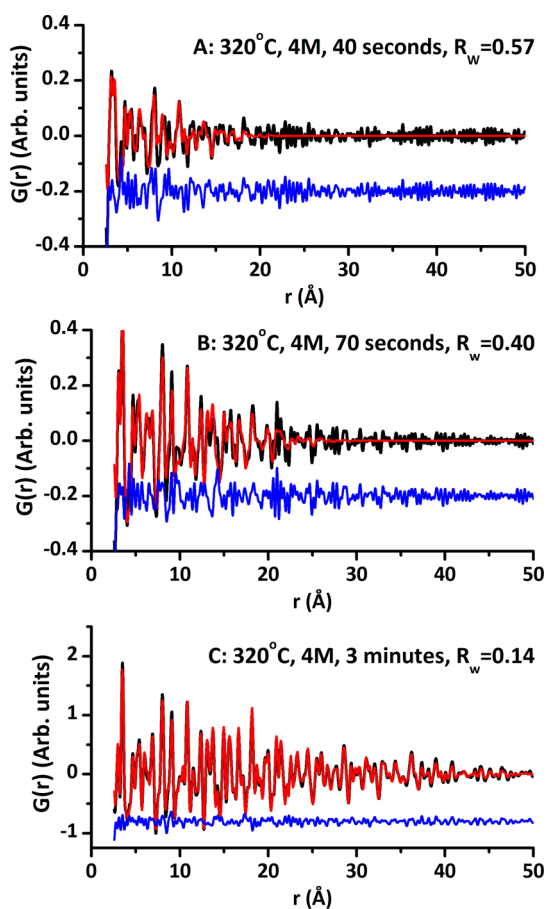 A: 320°C, 4M, 40 seconds, Rw=0.57
G(r) (Arb. units)
0.4
0.2
0.0
-0.2
-0.4
0 10 20 30 40 50
r (Å)
B: 320°C, 4M, 70 seconds, Rw=0.40
G(r) (Arb. units)
0.4
0.2
0.0
-0.2
-0.4
0 10 20 30 40 50
r (Å)
C: 320°C, 4M, 3 minutes, Rw=0.14
G(r) (Arb. units)
2
1
0
-1
0 10 20 30 40 50
r (Å)